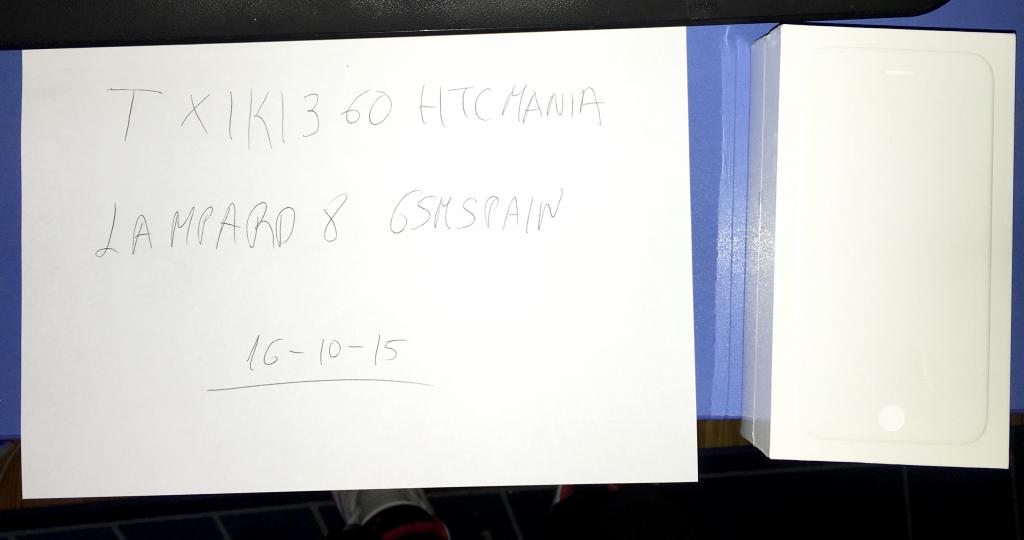 TXIKI360 HTCMANIA
LAMPARD8 GSMSPAIN
16-10-15